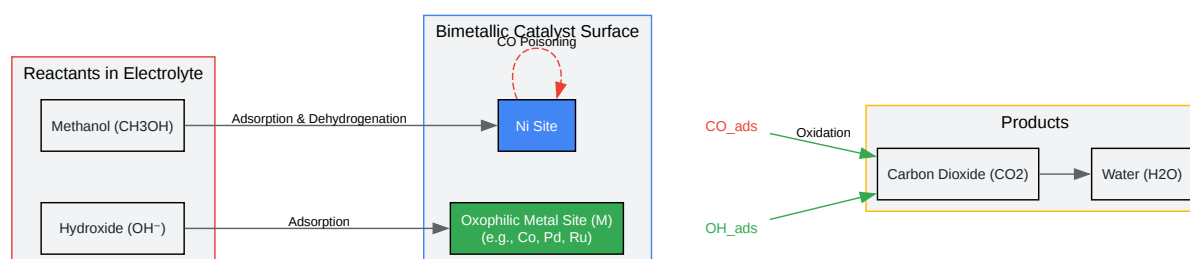 Bimetallic Catalyst Surface
CO Poisoning
Reactants in Electrolyte
Methanol (CH3OH)
Adsorption & Dehydrogenation
Ni Site
CO_ads
Oxidation
Products
Carbon Dioxide (CO2)
Water (H2O)
Hydroxide (OH⁻)
Adsorption
Oxophilic Metal Site (M)
(e.g., Co, Pd, Ru)
OH_ads